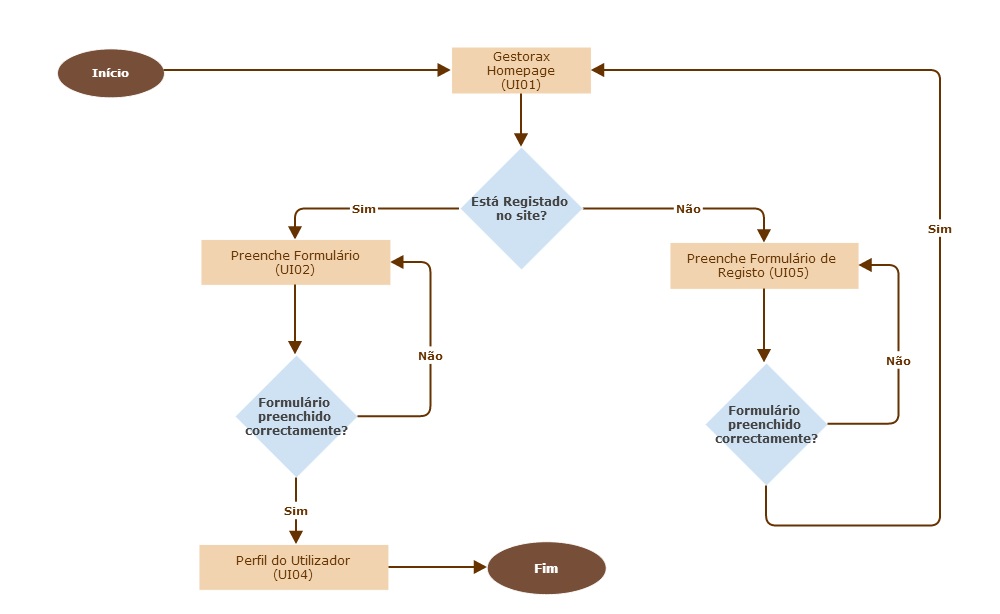 Início
Gestorax
Homepage
(UI01)
Está Registado
no site?
Sim
Não
Sim
Preenche Formulário
(UI02)
Preenche Formulário de
Registo (UI05)
Não
Não
Formulário
preenchido
correctamente?
Formulário
preenchido
correctamente?
Sim
Perfil do Utilizador
(UI04)
Fim